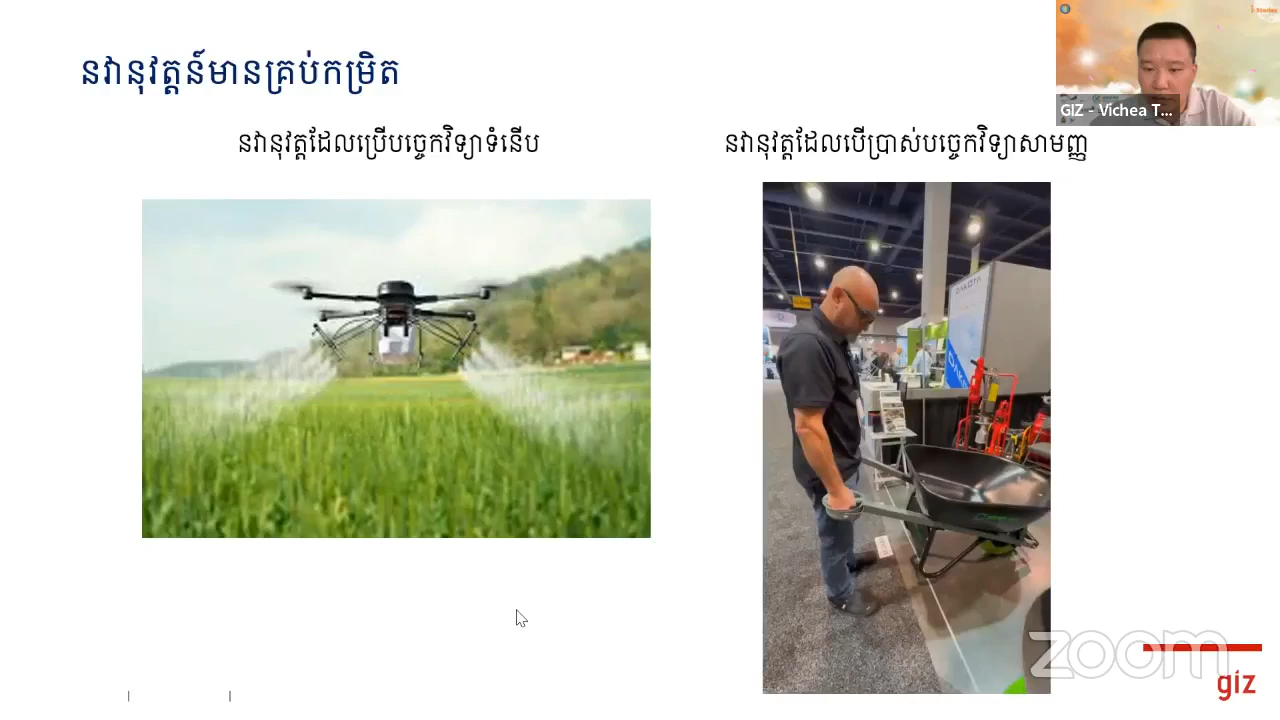 នវានុវត្តន៍មានគ្រប់កម្រិត
GIZ - Vichea T...
នវានុវត្តដែលប្រើបច្ចេកវិទ្យាទំនើប
នវានុវត្តដែលបើប្រាស់បច្ចេកវិទ្យាសាមញ្ញ
DAKOTA
zoom
giz